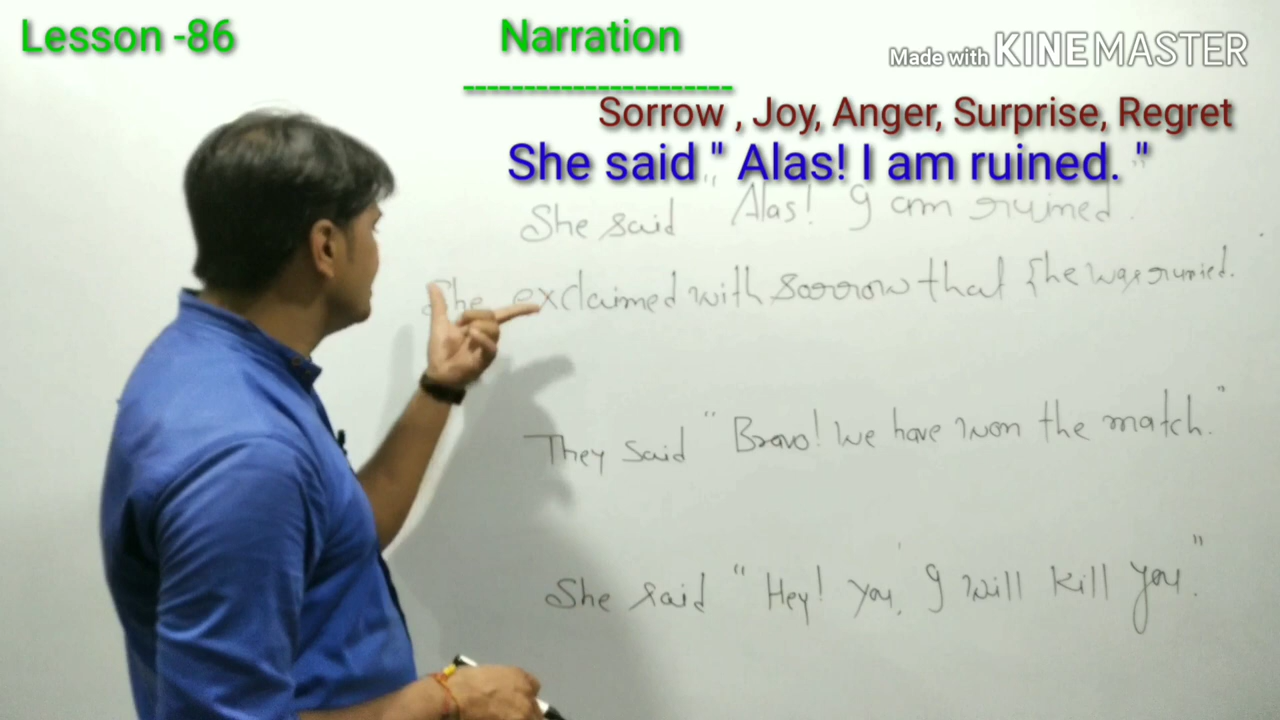 Lesson -86
Narration
Made with KINEMASTER
----------------------
Sorrow , Joy, Anger, Surprise, Regret
She said " Alas! I am ruined. "
She said " Alas! I am ruined. "
She exclaimed with sorrow that she was ruined.
They said " Bravo! We have won the match. "
She said " Hey! you, I will kill you. "